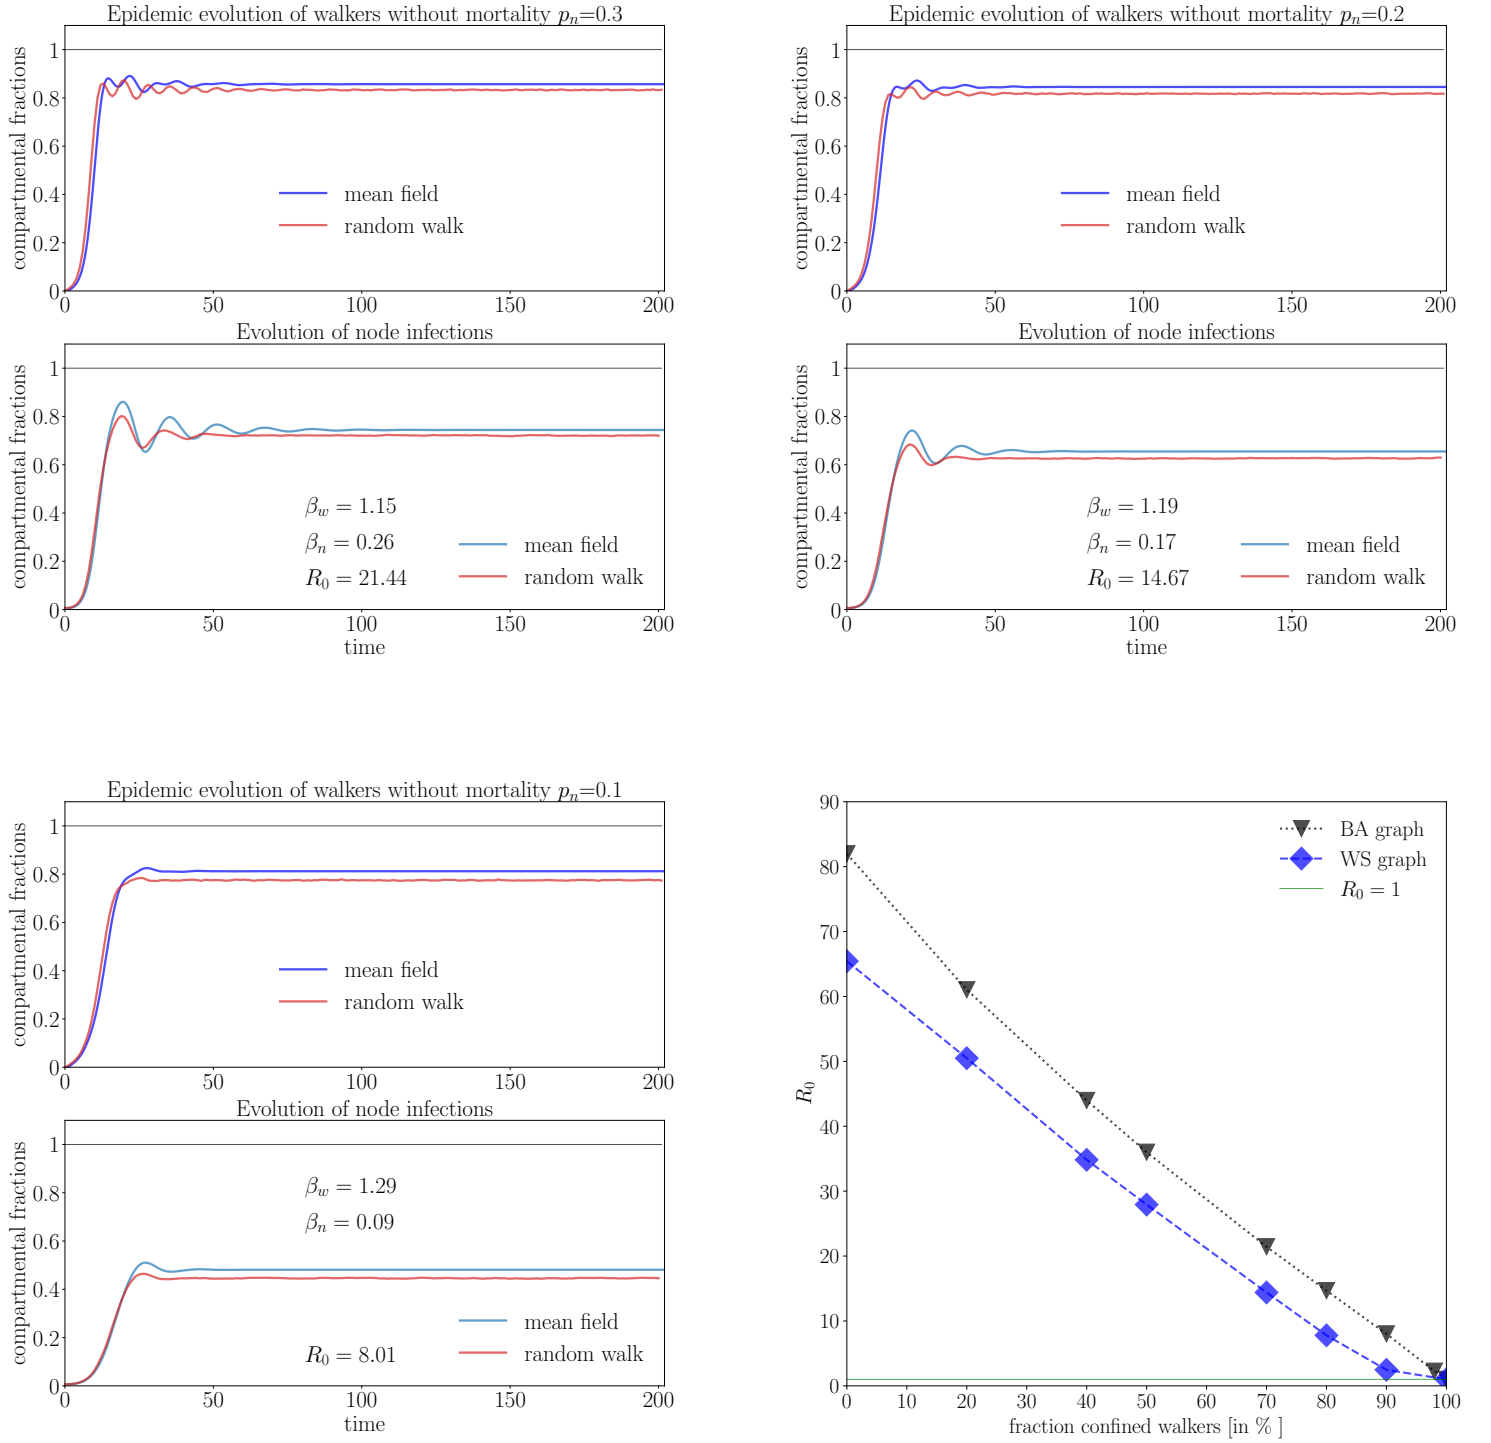 Epidemic evolution of walkers without mortality pₙ=0.3
compartmental fractions
1
0.8
0.6
0.4
0.2
0
mean field
random walk
0 50 100 150 200
Evolution of node infections
compartmental fractions
1
0.8
0.6
0.4
0.2
0
β_w = 1.15
βₙ = 0.26
R₀ = 21.44
mean field
random walk
0 50 100 150 200
time
Epidemic evolution of walkers without mortality pₙ=0.2
compartmental fractions
1
0.8
0.6
0.4
0.2
0
mean field
random walk
0 50 100 150 200
Evolution of node infections
compartmental fractions
1
0.8
0.6
0.4
0.2
0
β_w = 1.19
βₙ = 0.17
R₀ = 14.67
mean field
random walk
0 50 100 150 200
time
Epidemic evolution of walkers without mortality pₙ=0.1
compartmental fractions
1
0.8
0.6
0.4
0.2
0
mean field
random walk
0 50 100 150 200
Evolution of node infections
compartmental fractions
1
0.8
0.6
0.4
0.2
0
β_w = 1.29
βₙ = 0.09
R₀ = 8.01
mean field
random walk
0 50 100 150 200
time
R₀
90
80
70
60
50
40
30
20
10
0
BA graph
WS graph
R₀ = 1
0 10 20 30 40 50 60 70 80 90 100
fraction confined walkers [in % ]